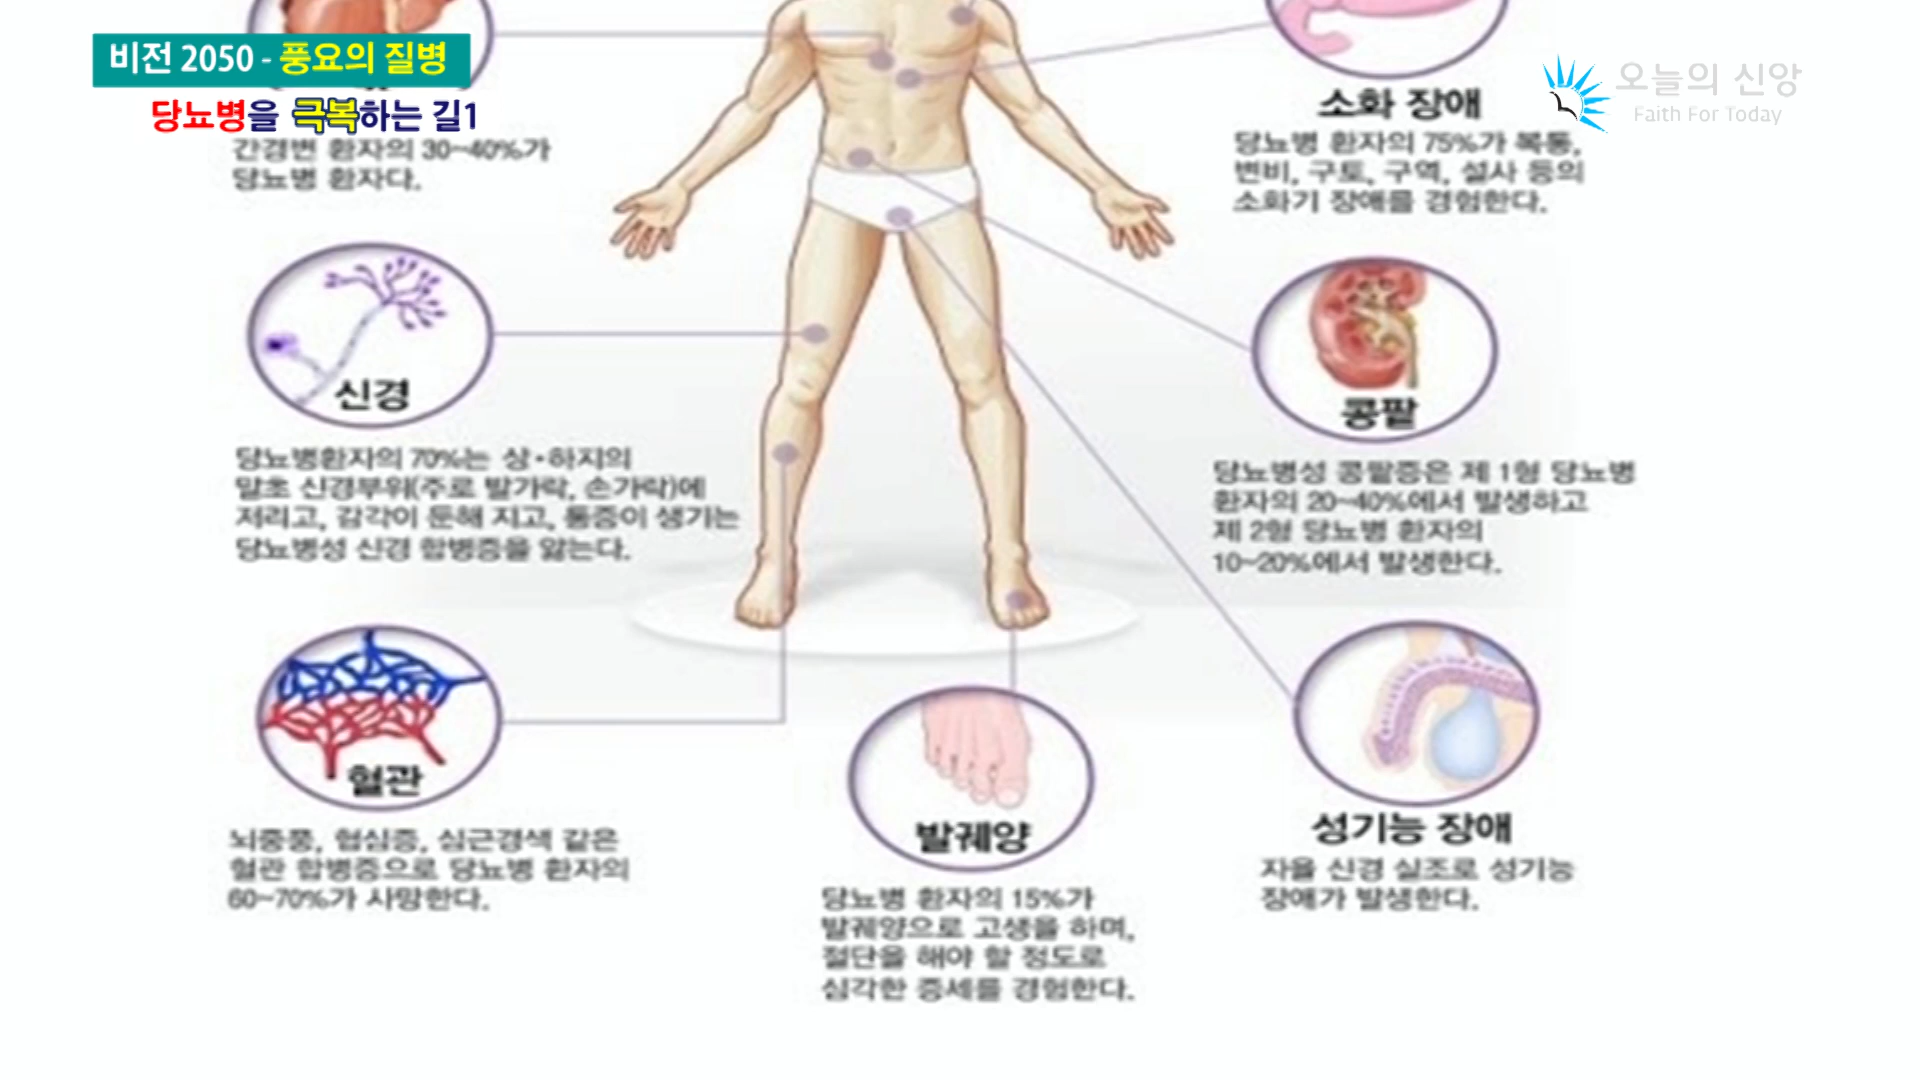 비전 2050 - 풍요의 질병
당뇨병을 극복하는 길1
간경변 환자의 30~40%가
당뇨병 환자다.
오늘의 신앙
Faith For Today
소화 장애
당뇨병 환자의 75%가 복통,
변비, 구토, 구역, 설사 등의
소화기 장애를 경험한다.
신경
당뇨병환자의 70%는 상·하지의
말초 신경부위(주로 발가락, 손가락)에
저리고, 감각이 둔해 지고, 통증이 생기는
당뇨병성 신경 합병증을 앓는다.
콩팥
당뇨병성 콩팥증은 제 1형 당뇨병
환자의 20~40%에서 발생하고
제 2형 당뇨병 환자의
10~20%에서 발생한다.
혈관
뇌중풍, 협심증, 심근경색 같은
혈관 합병증으로 당뇨병 환자의
60~70%가 사망한다.
발궤양
당뇨병 환자의 15%가
발궤양으로 고생을 하며,
절단을 해야 할 정도로
심각한 증세를 경험한다.
성기능 장애
자율 신경 실조로 성기능
장애가 발생한다.